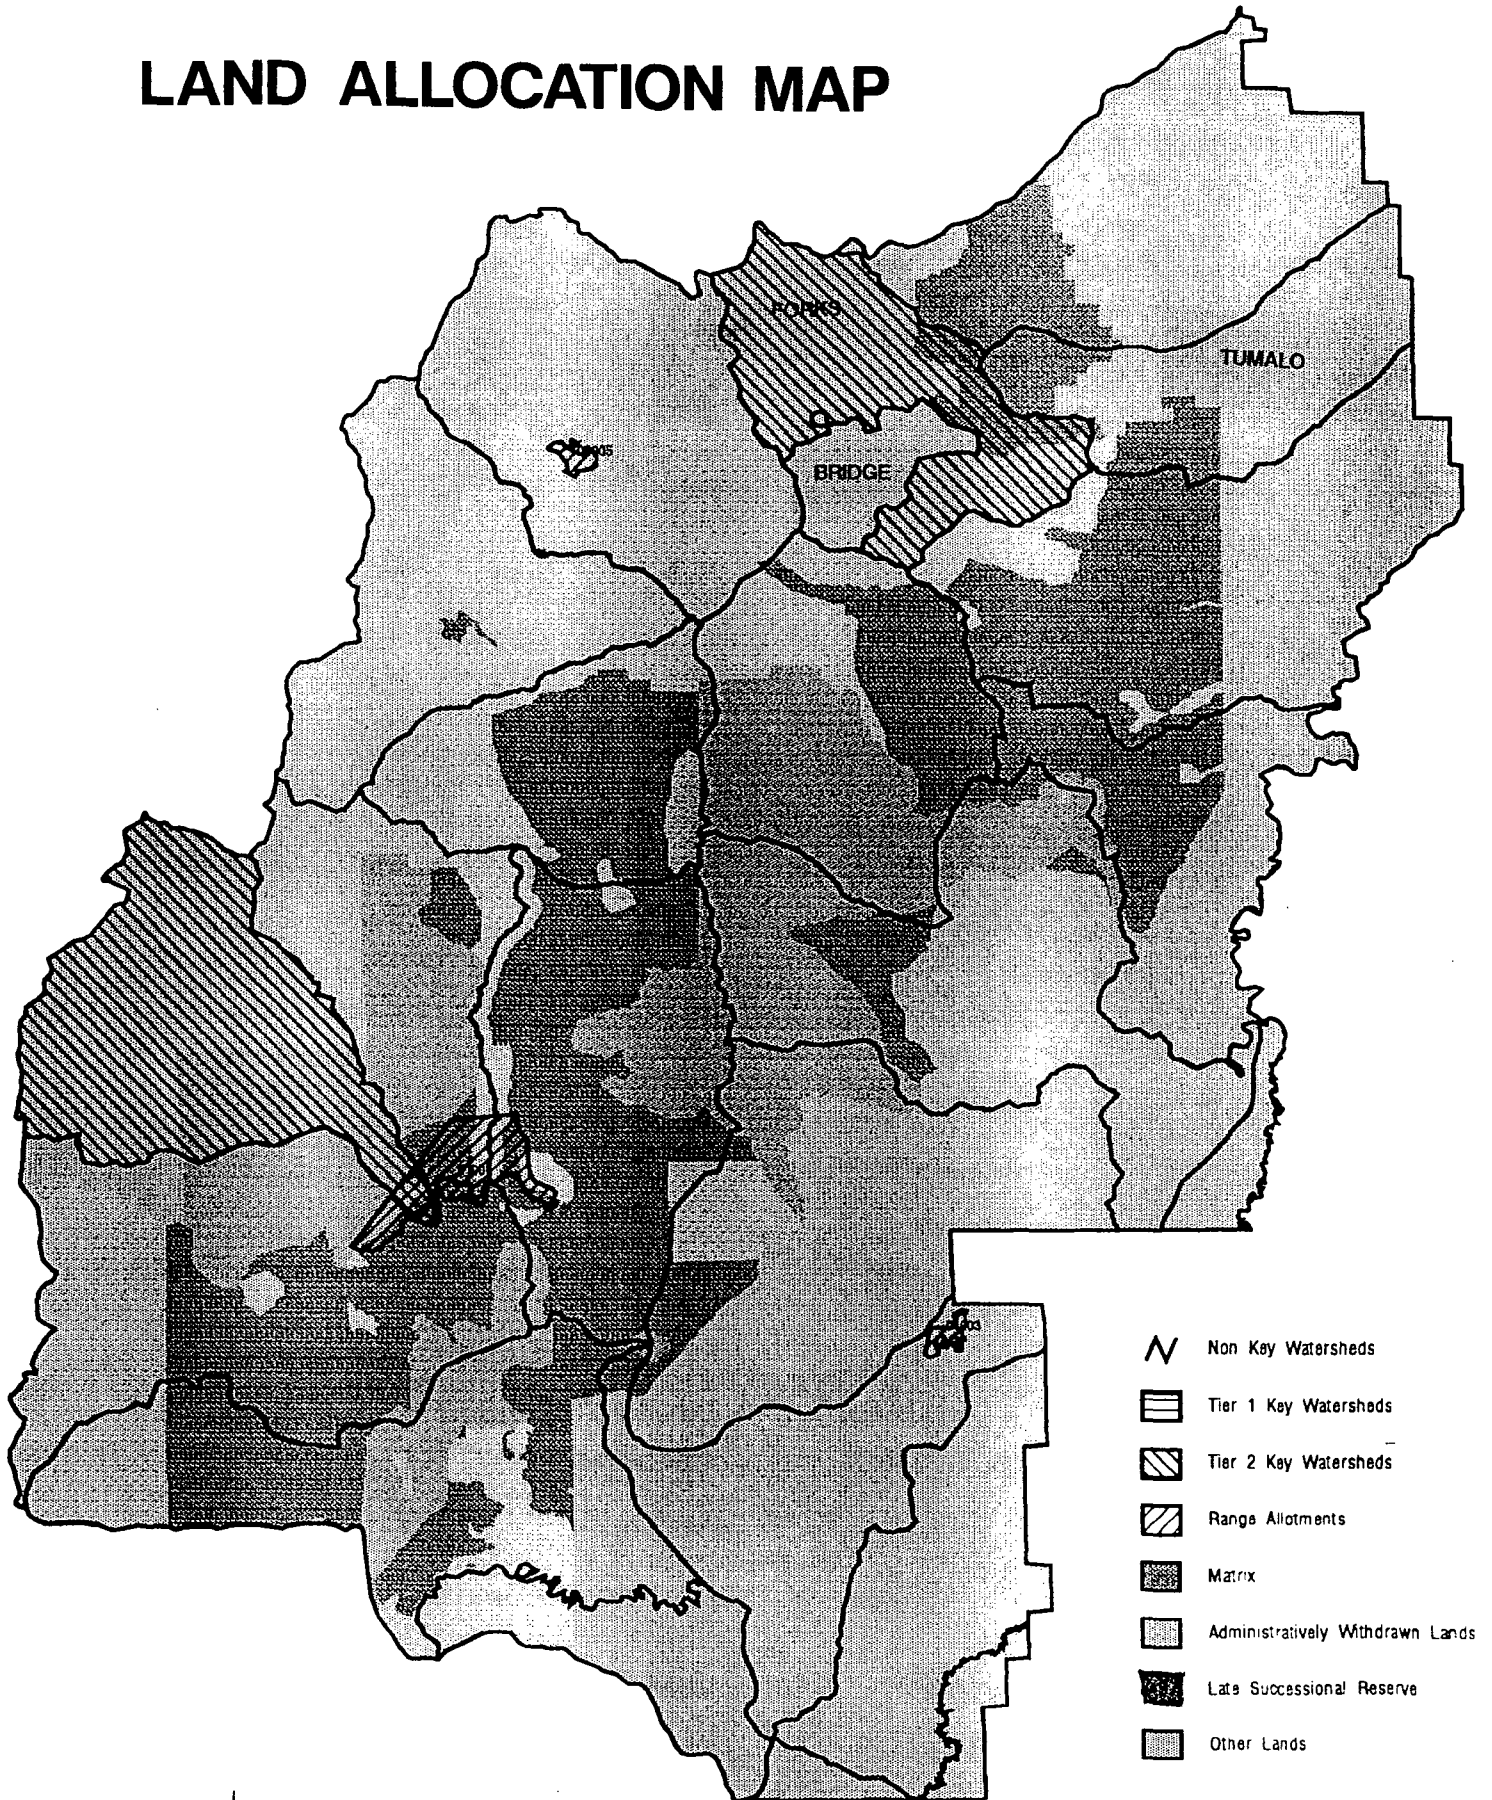 LAND ALLOCATION MAP
FORKS
TUMALO
BRIDGE
Non Key Watersheds
Tier 1 Key Watersheds
Tier 2 Key Watersheds
Range Allotments
Matrix
Administratively Withdrawn Lands
Late Successional Reserve
Other Lands